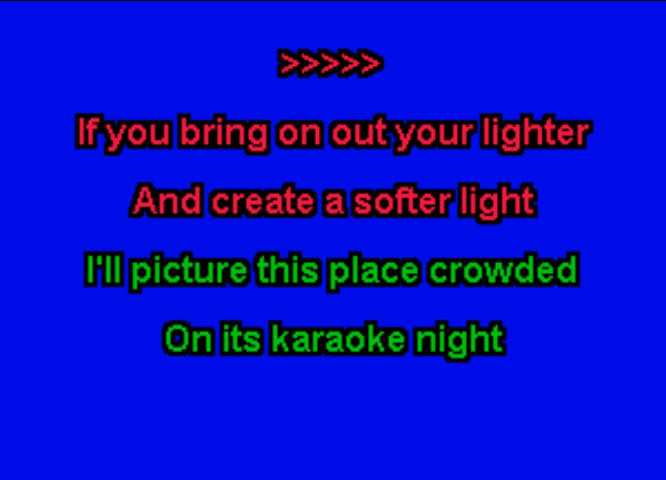 >>>>>
If you bring on out your lighter
And create a softer light
I'll picture this place crowded
On its karaoke night